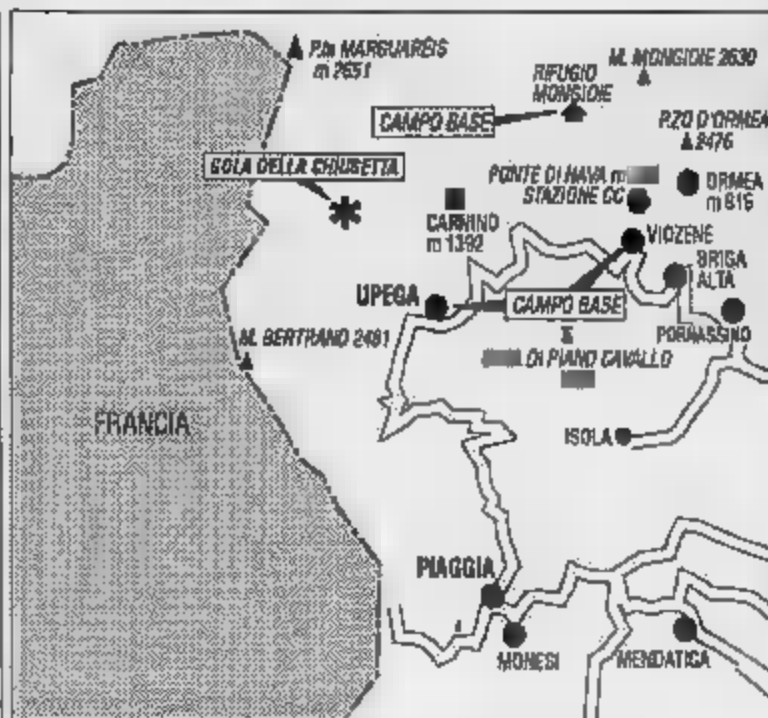 P.ta MARGUAREIS
m 2651
M. MONGIOIE 2630
RIFUGIO
MONGIOIE
CAMPO BASE
P.ZO D'ORMEA
2476
GOLA DELLA CHIUSETTA
PONTE DI NAVA m
STAZIONE CC
ORMEA
m 816
CARNINO
m 1392
VIOZENE
BRIGA
ALTA
UPEGA
CAMPO BASE
PORNASSINO
M. BERTRAND 2481
DI PIANO CAVALLO
FRANCIA
ISOLA
PIAGGIA
MONESI
MENDATICA